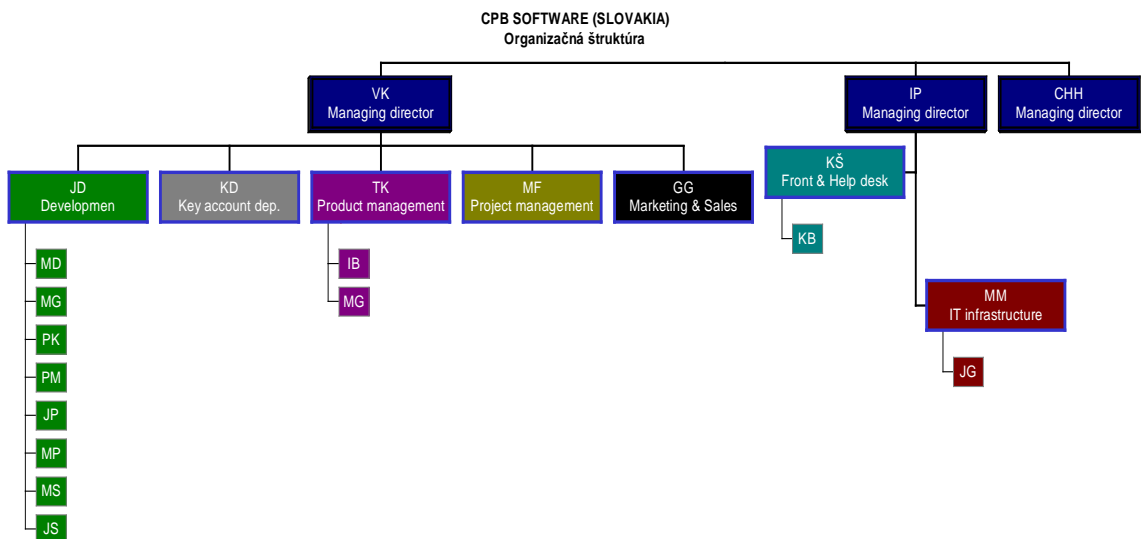 CPB SOFTWARE (SLOVAKIA)
Organizačná štruktúra
VK
Managing director
IP
Managing director
CHH
Managing director
JD
Developmen
KD
Key account dep.
TK
Product management
MF
Project management
GG
Marketing & Sales
KŠ
Front & Help desk
KB
MD
IB
MG
MG
MM
IT infrastructure
PK
PM
JG
JP
MP
MS
JS